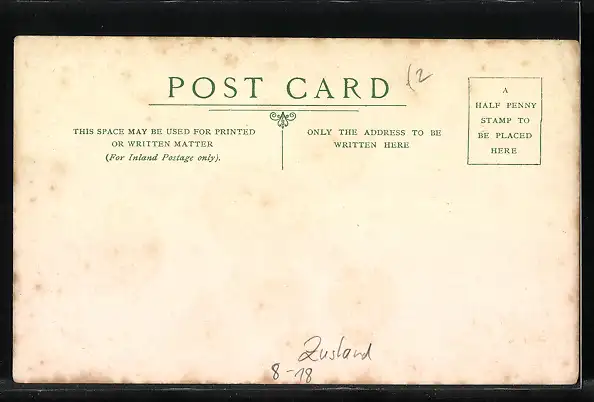 POST CARD
12
THIS SPACE MAY BE USED FOR PRINTED
OR WRITTEN MATTER
(For Inland Postage only).
ONLY THE ADDRESS TO BE
WRITTEN HERE
A
HALF PENNY
STAMP TO
BE PLACED
HERE
Zusland
8-18